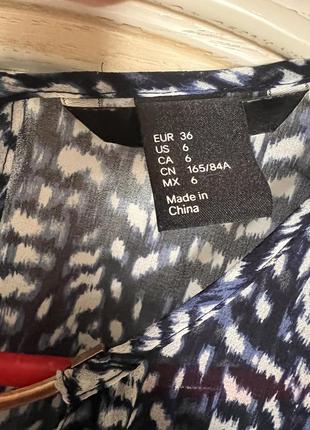 EUR 36
US 6
CA 6
CN 165/84A
MX 6
Made in
China